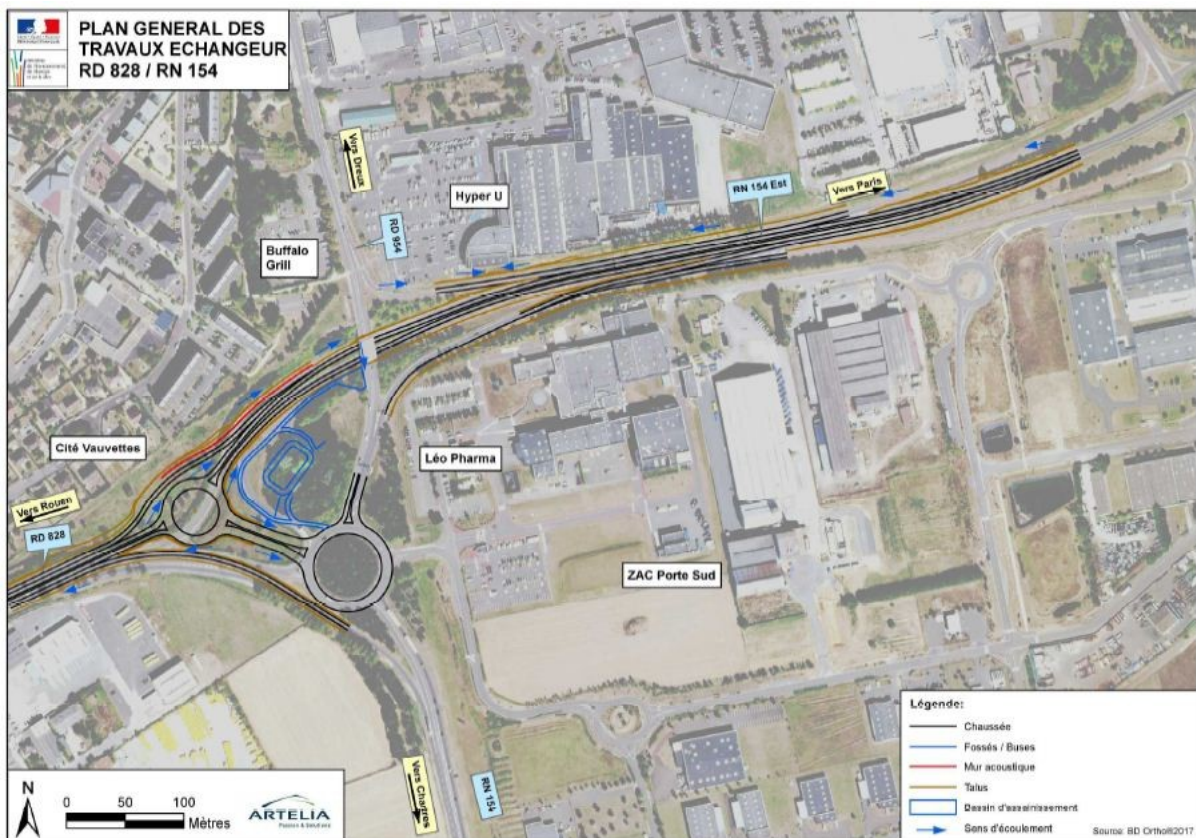 PLAN GENERAL DES
TRAVAUX ECHANGEUR
RD 828 / RN 154
Vers Dreux
RD 954
Hyper U
Buffalo
Grill
RN 154 Est
Vers Paris
Cité Vauvettes
Vers Rouen
RD 828
Léo Pharma
ZAC Porte Sud
Vers Chartres
RN 154
N
0 50 100
Mètres
ARTELIA
Passion & Solutions
Légende:
Chaussée
Fossés / Buses
Mur acoustique
Talus
Bassin d'assainissement
Sens d'écoulement
Source: BD Ortho®2017